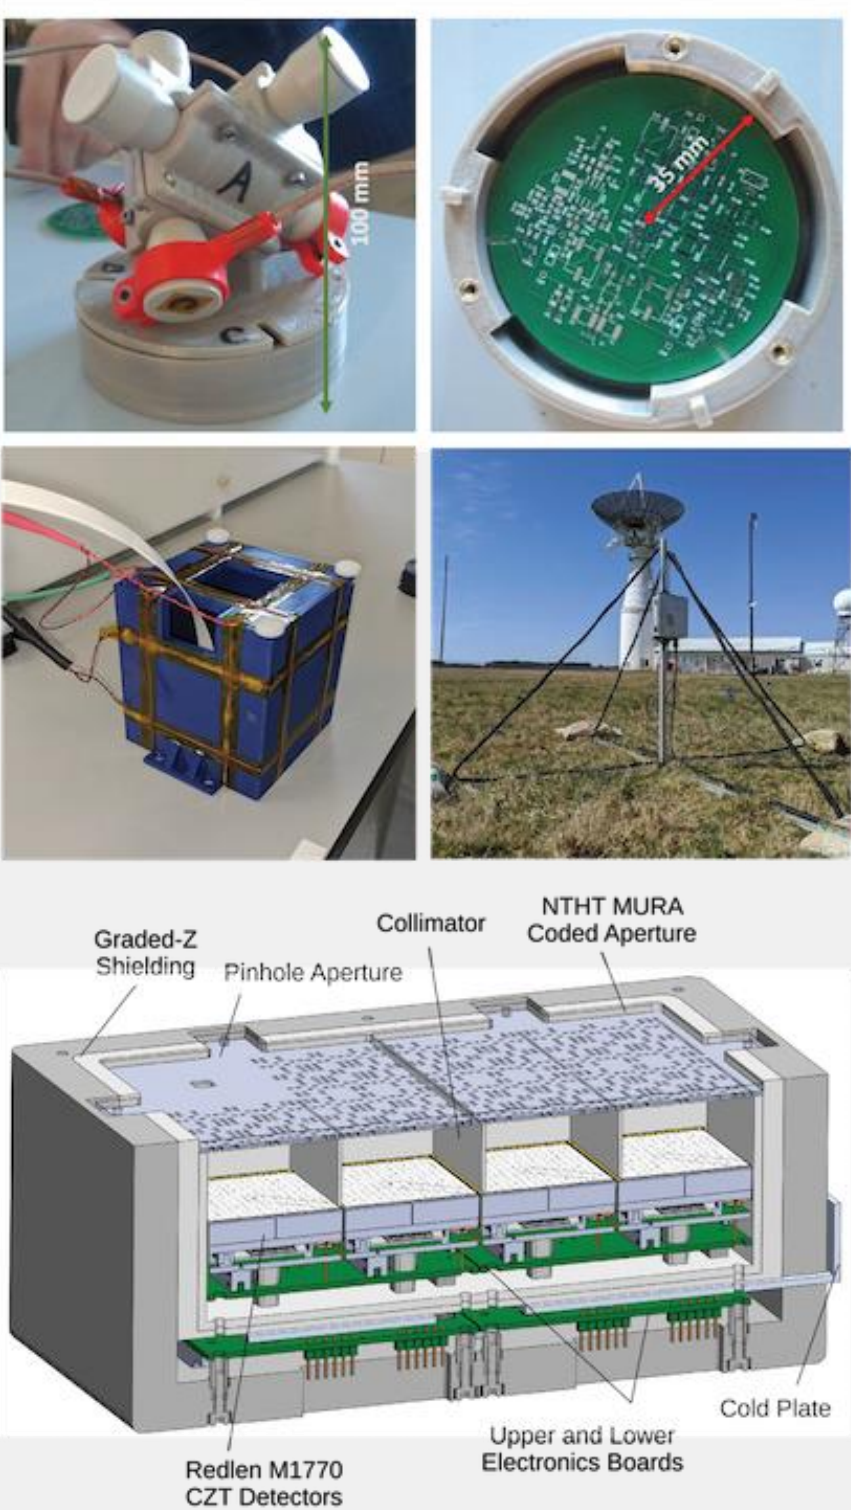 A
C
100 mm
35 mm
Graded-Z
Shielding
Pinhole Aperture
Collimator
NTHT MURA
Coded Aperture
Redlen M1770
CZT Detectors
Upper and Lower
Electronics Boards
Cold Plate